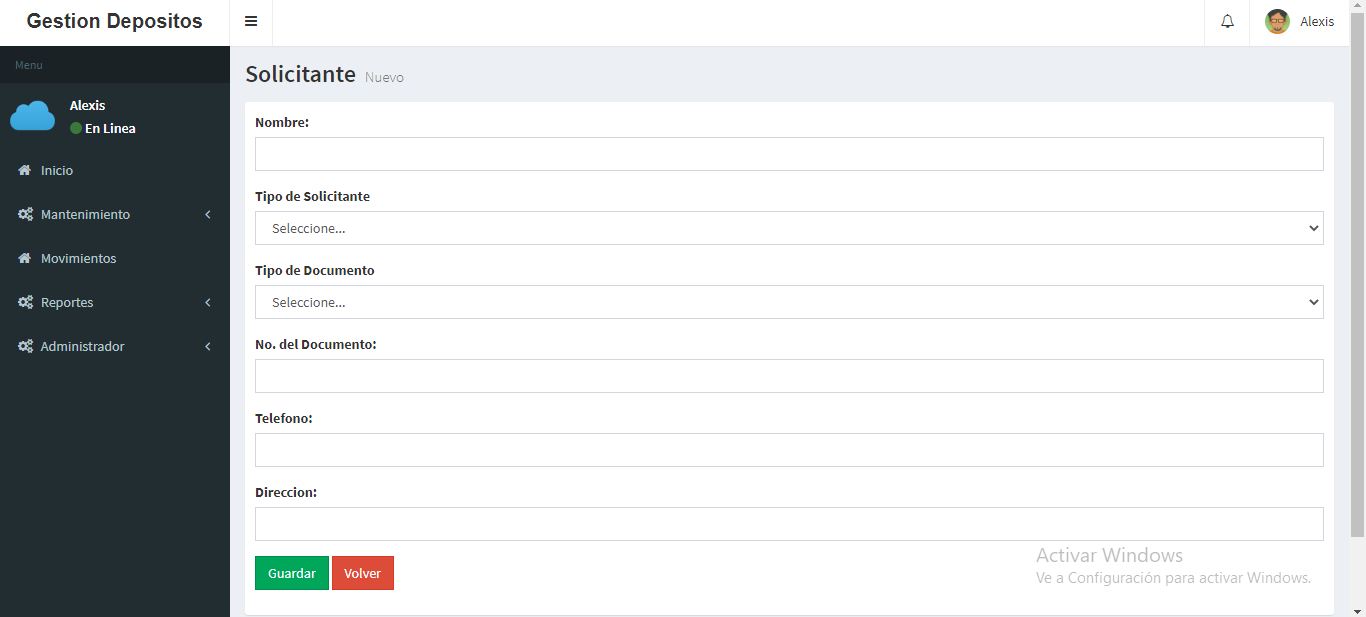 Gestion Depositos
Alexis
Menu
Alexis
En Linea
Inicio
Mantenimiento
Movimientos
Reportes
Administrador
Solicitante Nuevo
Nombre:
Tipo de Solicitante
Seleccione...
Tipo de Documento
Seleccione...
No. del Documento:
Telefono:
Direccion:
Guardar Volver
Activar Windows
Ve a Configuración para activar Windows.